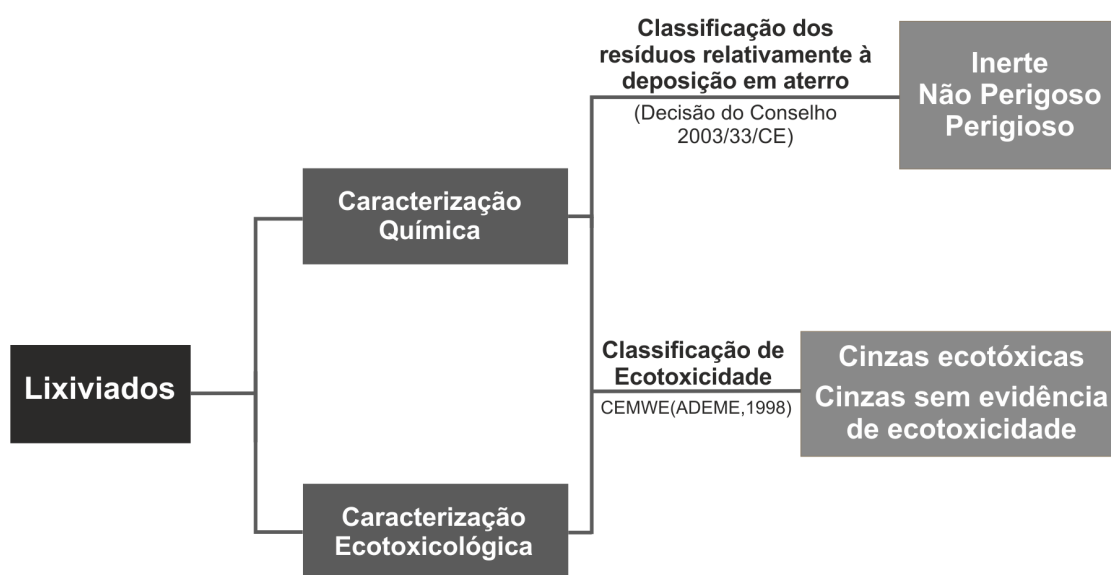 Lixiviados
Caracterização
Química
Caracterização
Ecotoxicológica
Classificação dos
resíduos relativamente à
deposição em aterro
(Decisão do Conselho
2003/33/CE)
Inerte
Não Perigoso
Perigioso
Classificação de
Ecotoxicidade
CEMWE(ADEME,1998)
Cinzas ecotóxicas
Cinzas sem evidência
de ecotoxicidade